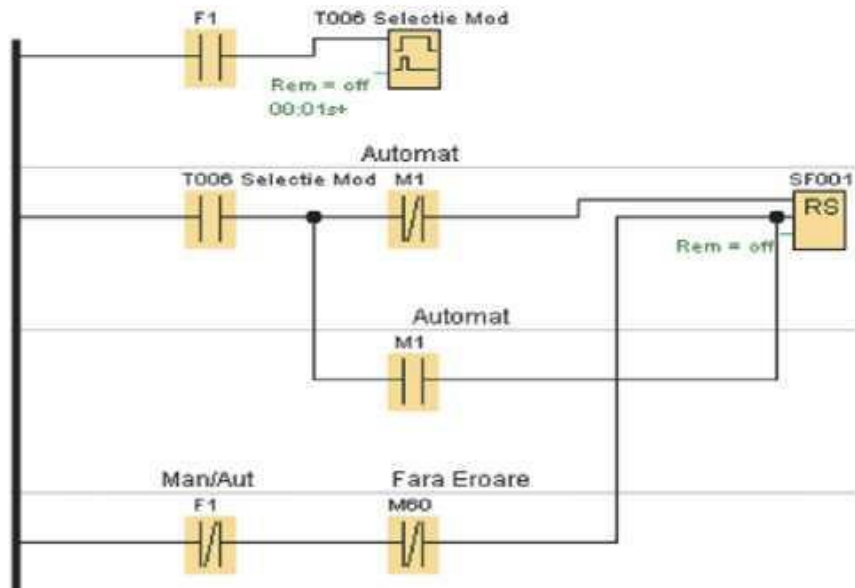 F1
T006 Selectie Mod
Rem = off
00:01s+
Automat
T006 Selectie Mod
M1
SF001
RS
Rem = off
Automat
M1
Man/Aut
Fara Eroare
F1
M60